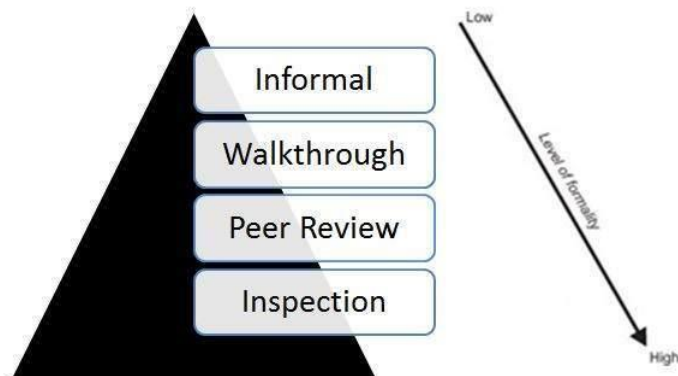 Low
Informal
Walkthrough
Level of formality
Peer Review
Inspection
High